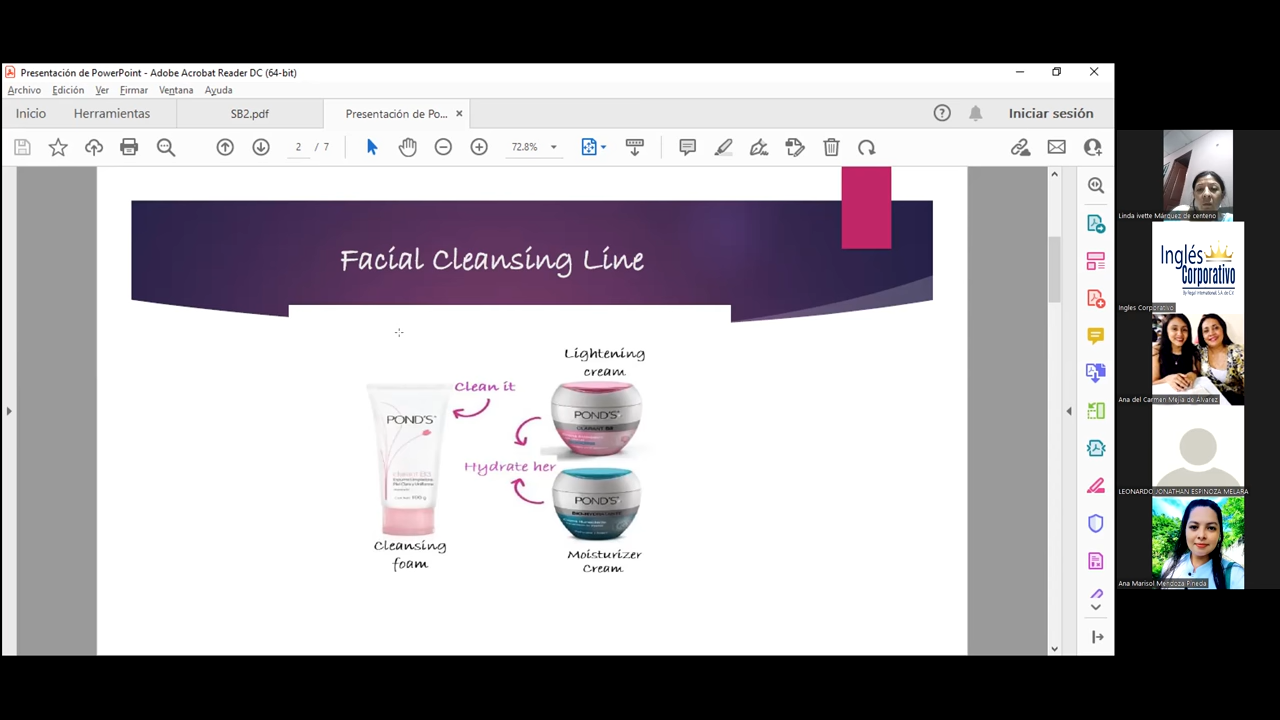 Presentación de PowerPoint - Adobe Acrobat Reader DC (64-bit)
Archivo Edición Ver Firmar Ventana Ayuda
Inicio Herramientas SB2.pdf Presentación de Po... Iniciar sesión
2 / 7 72.8%
Facial Cleansing Line
Lightening
cream
Clean it
POND'S
POND'S
Hydrate her
POND'S
Cleansing
foam
Moisturizer
Cream
Linda ivette Márquez de centeno
Inglés
Corporativo
Ingles Corporativo
Ana del Carmen Mejía de Álvarez
LEONARDO JONATHAN ESPINOZA MELARA
Ana Marisol Mendoza Pineda